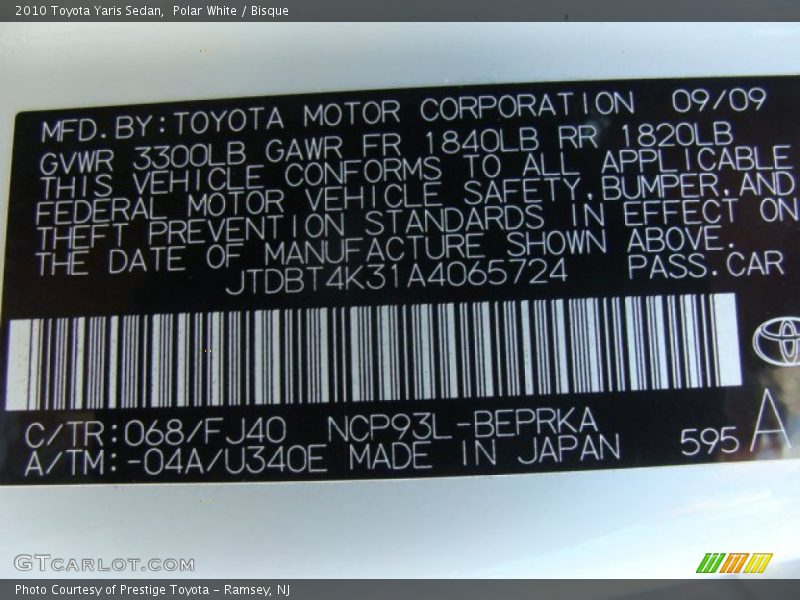 2010 Toyota Yaris Sedan,  Polar White / Bisque
MFD.BY:TOYOTA MOTOR CORPORATION 09/09
GVWR 3300LB GAWR FR 1840LB RR 1820LB
THIS VEHICLE CONFORMS TO ALL APPLICABLE
FEDERAL MOTOR VEHICLE SAFETY,BUMPER,AND
THEFT PREVENTION STANDARDS IN EFFECT ON
THE DATE OF MANUFACTURE SHOWN ABOVE.
JTDBT4K31A4065724 PASS.CAR
C/TR:068/FJ40 NCP93L-BEPRKA
A/TM:-04A/U340E MADE IN JAPAN 595 A
GTCARLOT.COM
Photo Courtesy of Prestige Toyota - Ramsey, NJ